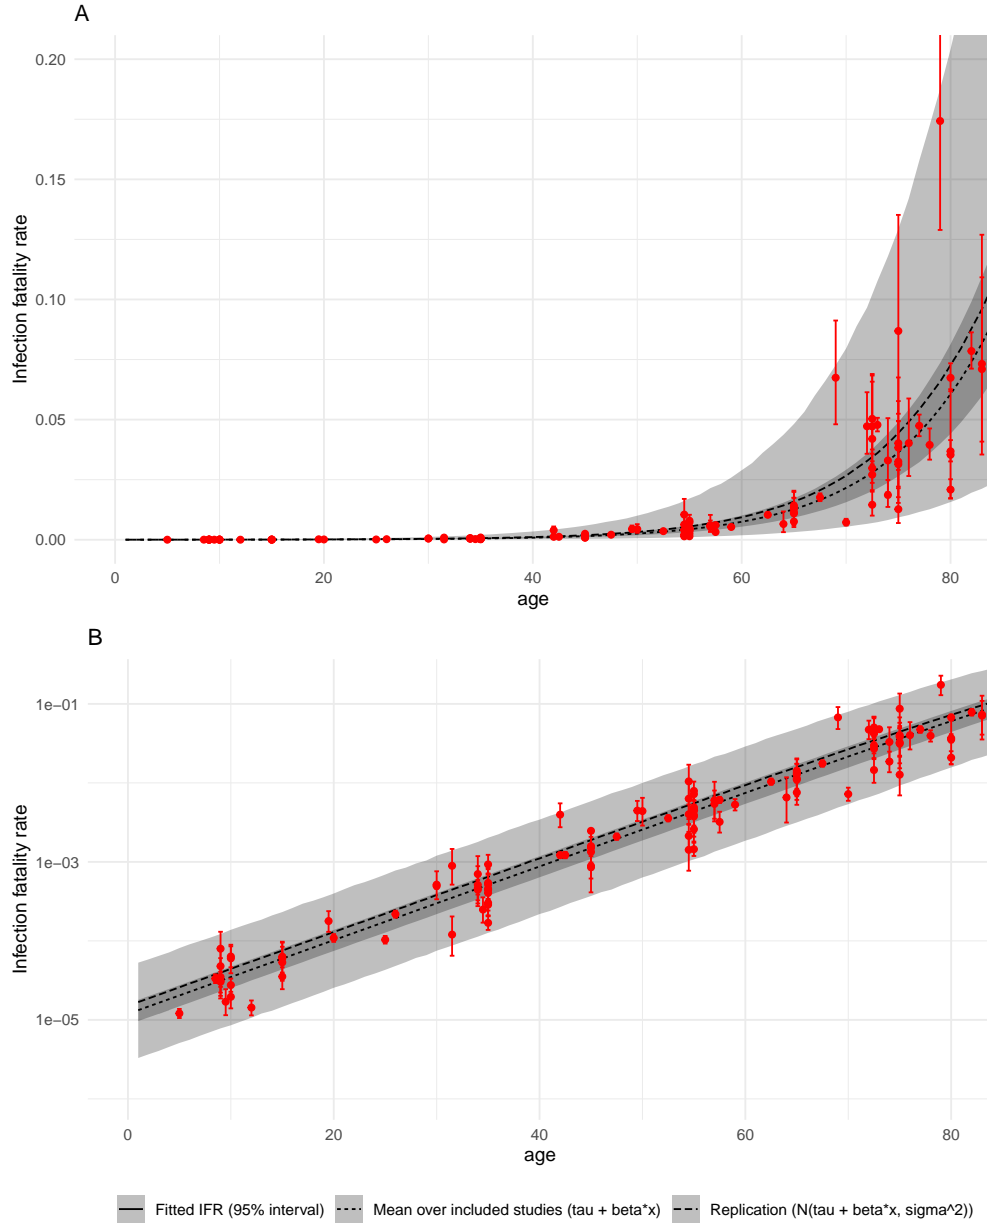 A
0.20
0.15
0.10
0.05
0.00
Infection fatality rate
0 20 40 60 80
age
B
1e−01
1e−03
1e−05
Infection fatality rate
0 20 40 60 80
age
Fitted IFR (95% interval) Mean over included studies (tau + beta*x) Replication (N(tau + beta*x, sigma^2))